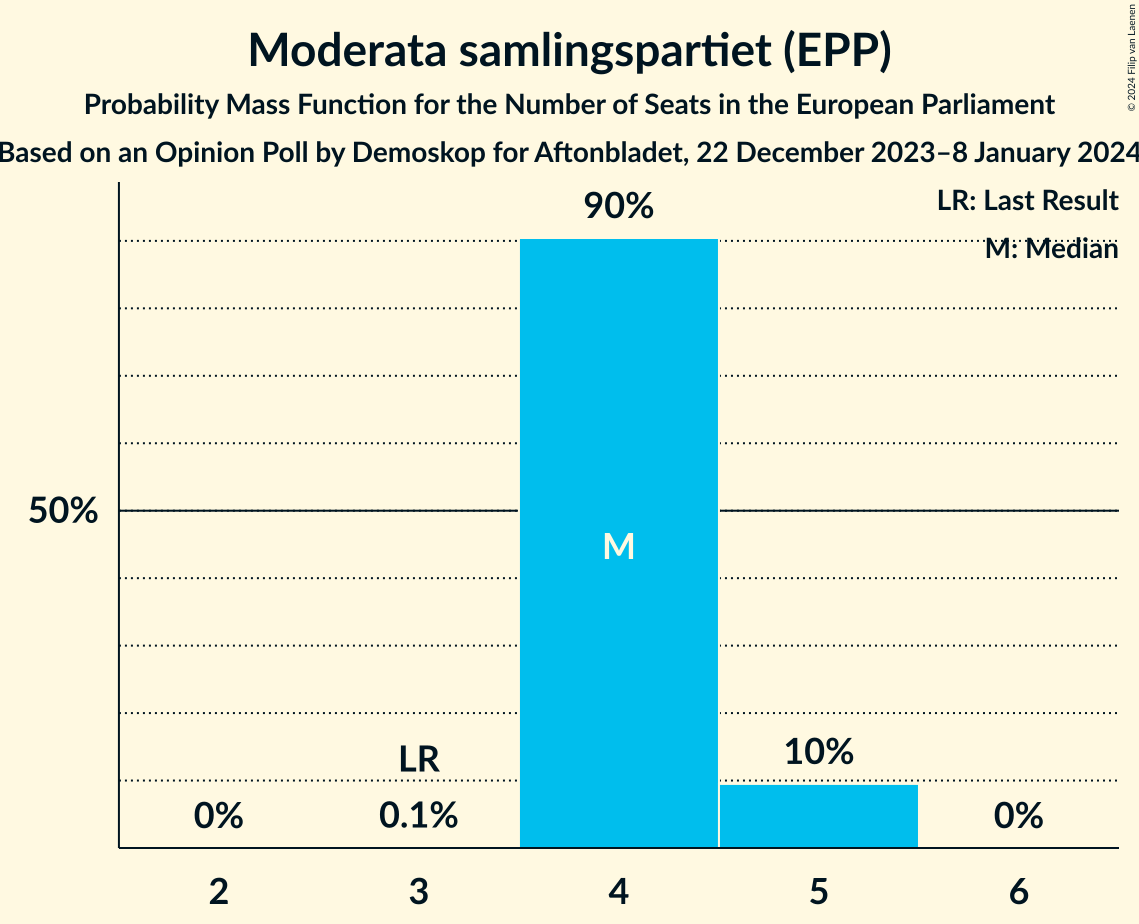 Moderata samlingspartiet (EPP)
Probability Mass Function for the Number of Seats in the European Parliament
Based on an Opinion Poll by Demoskop for Aftonbladet, 22 December 2023–8 January 2024
© 2024 Filip van Laenen
LR: Last Result
M: Median
90%
50%
M
LR
10%
0%
0.1%
0%
2
3
4
5
6